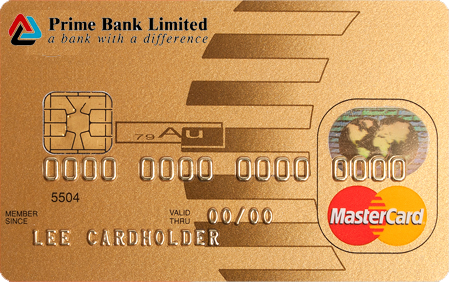 Prime Bank Limited
a bank with a difference
79 Au
0000 0000 0000 0000
5504
MEMBER SINCE
VALID THRU 00/00
LEE CARDHOLDER
MasterCard